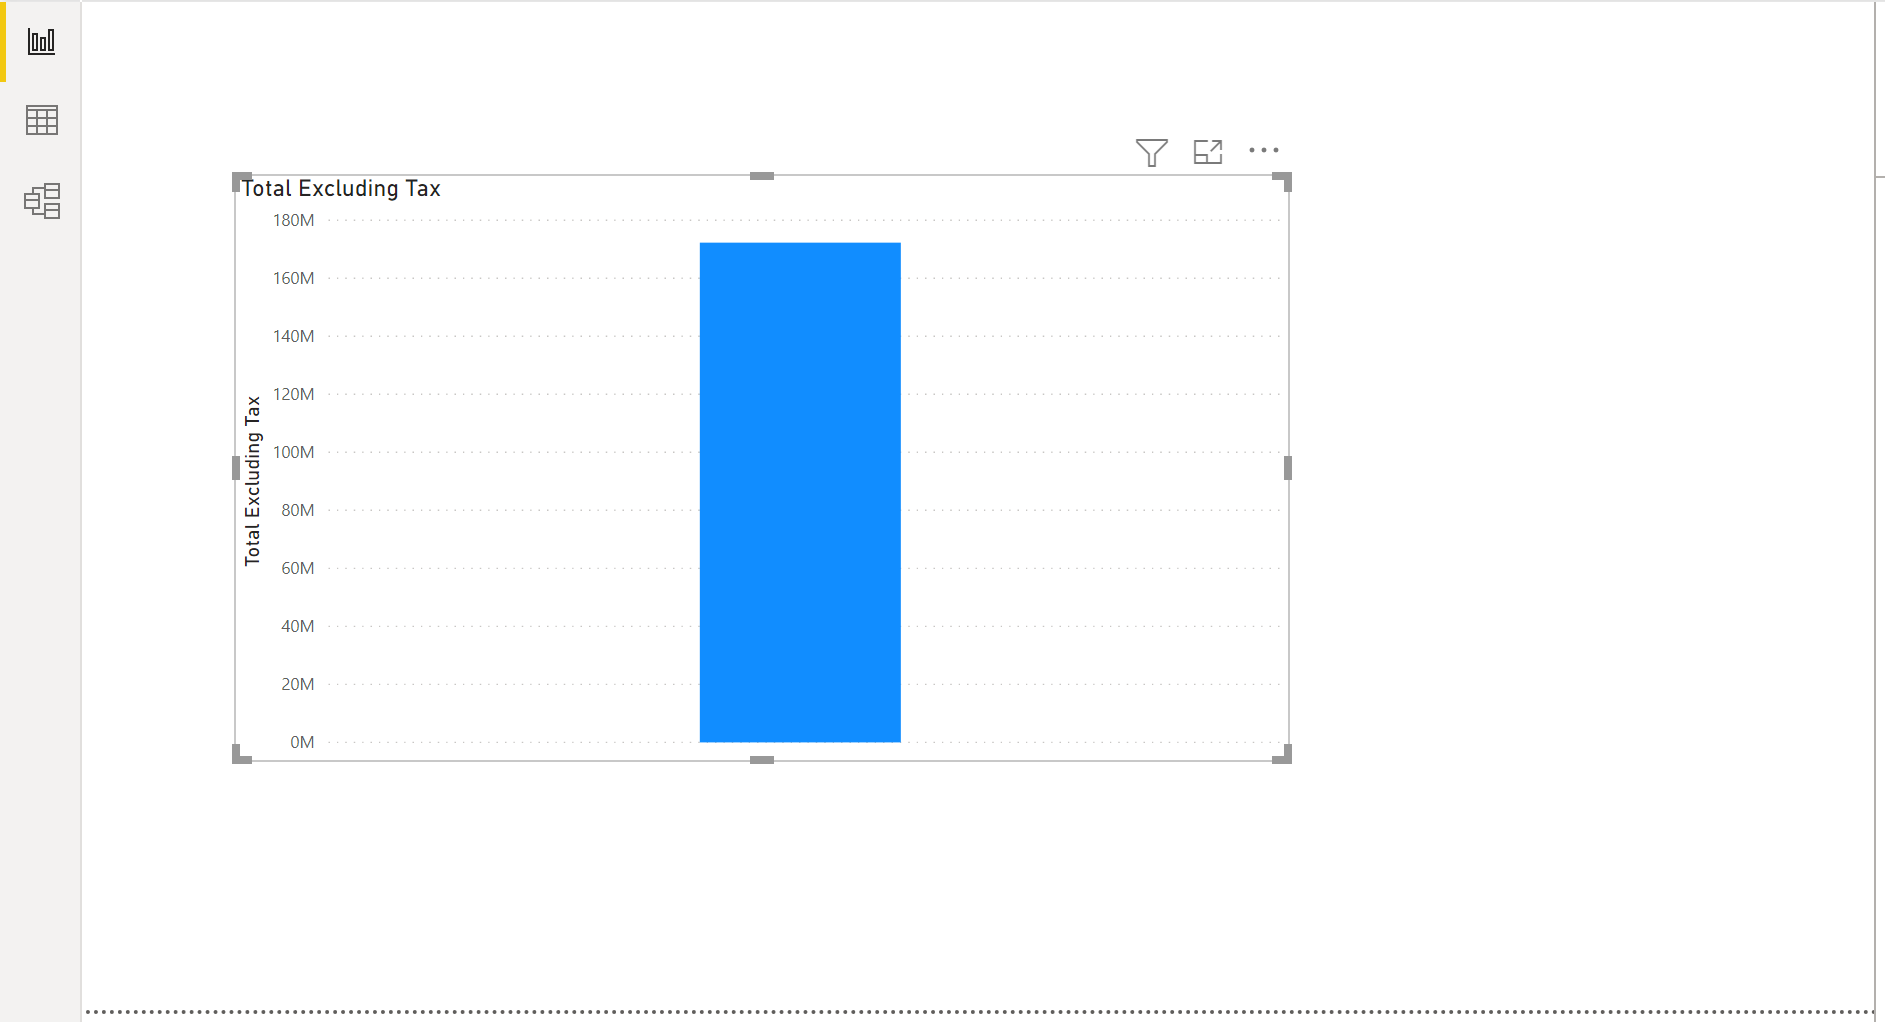 Total Excluding Tax
180M
160M
140M
120M
100M
80M
60M
40M
20M
0M
Total Excluding Tax